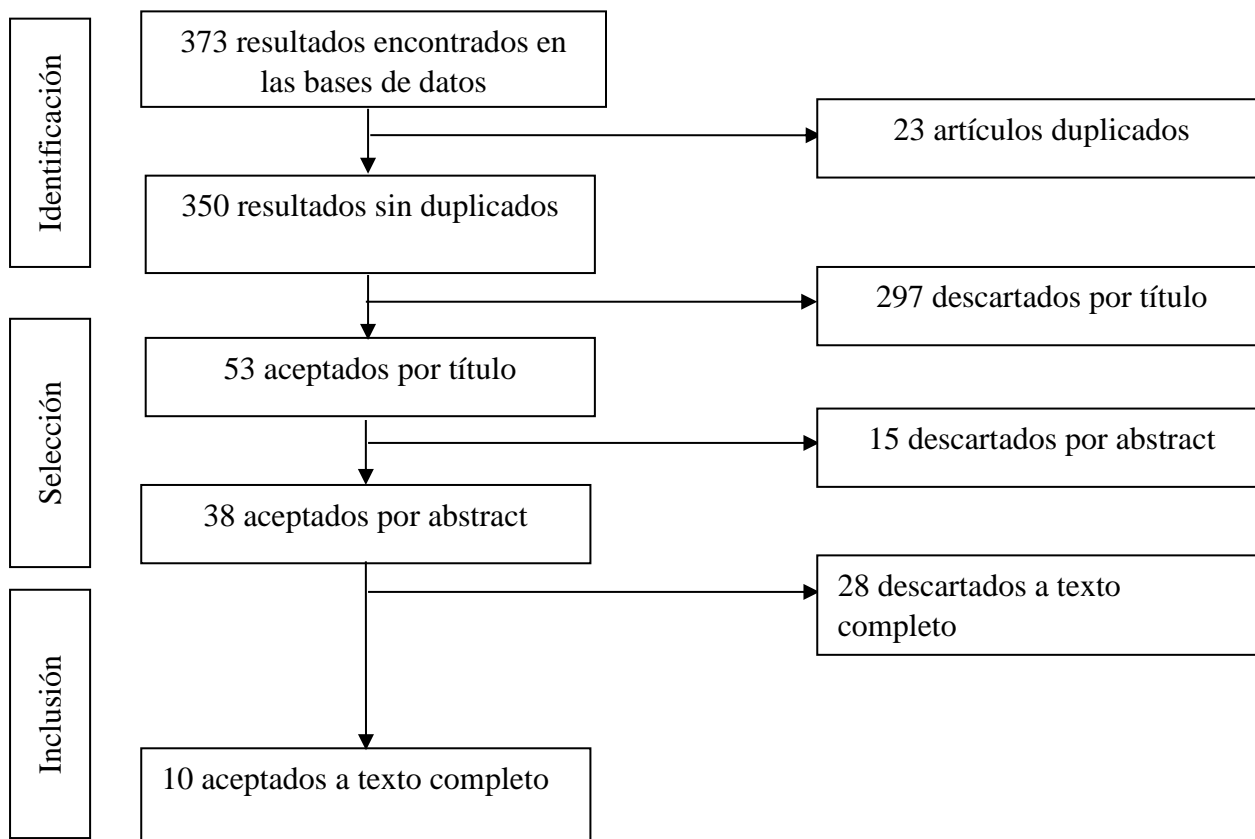 Identificación
373 resultados encontrados en
las bases de datos
23 artículos duplicados
350 resultados sin duplicados
297 descartados por título
Selección
53 aceptados por título
15 descartados por abstract
38 aceptados por abstract
Inclusión
28 descartados a texto
completo
10 aceptados a texto completo